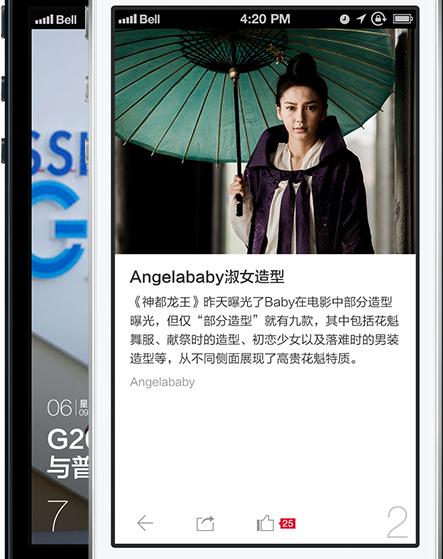 Bell
Bell
4:20 PM
SSI
G
Angelababy淑女造型
《神都龙王》昨天曝光了Baby在电影中部分造型
曝光，但仅“部分造型”就有九款，其中包括花魁
舞服、献祭时的造型、初恋少女以及落难时的男装
造型等，从不同侧面展现了高贵花魁特质。
Angelababy
06
09
G20
与普
7
25
2